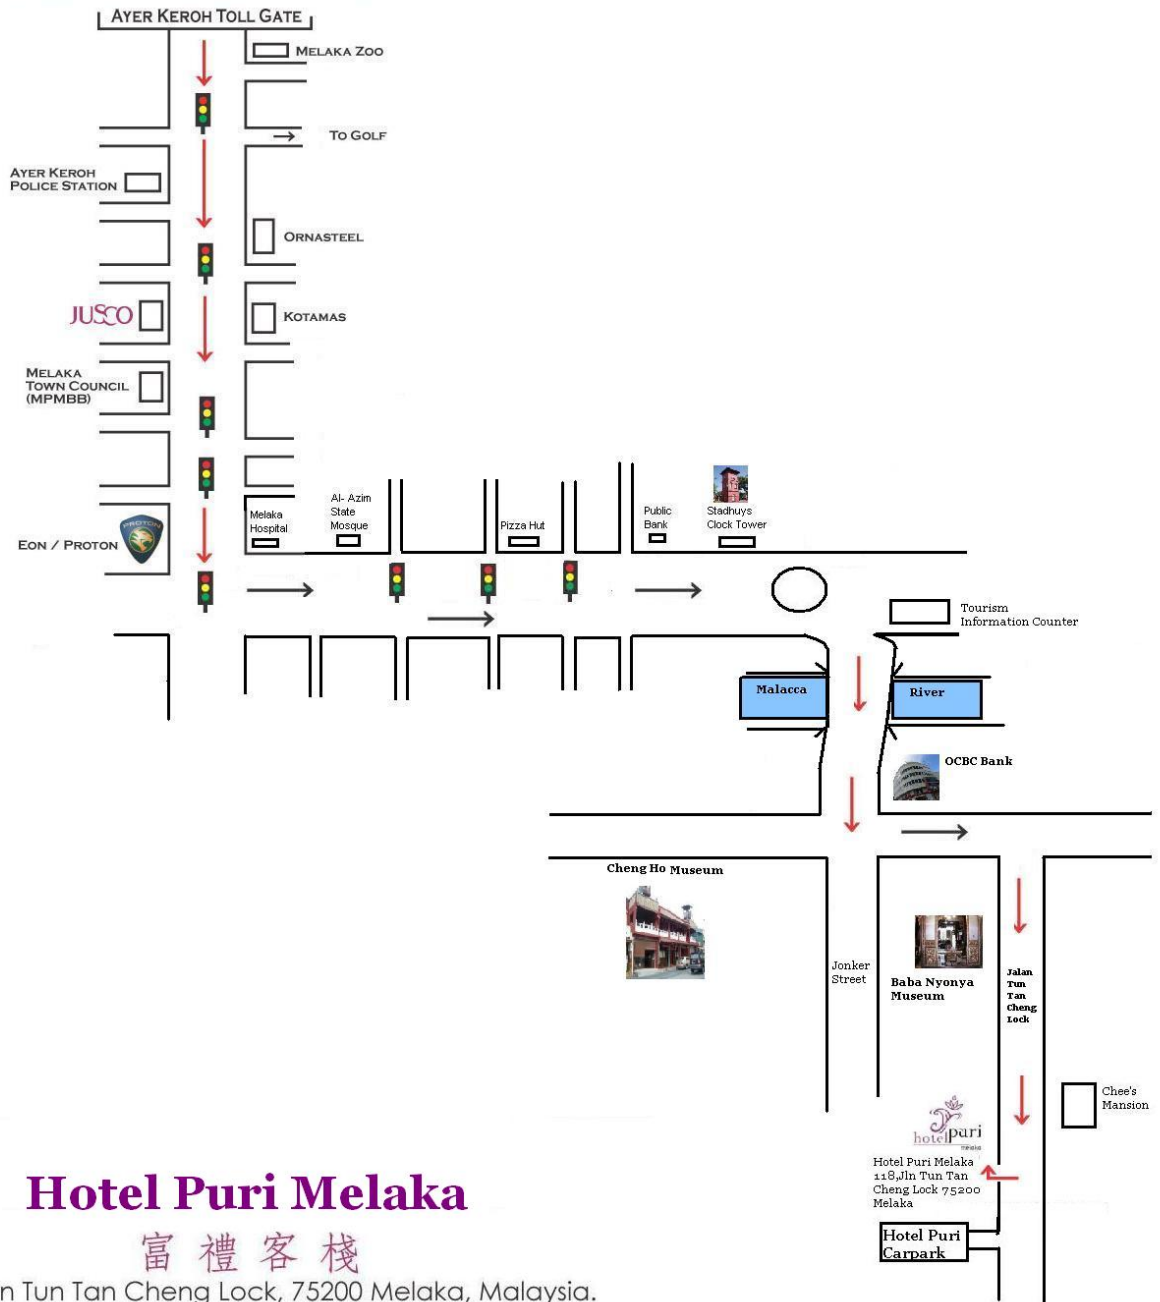 AYER KEROH TOLL GATE
MELAKA ZOO
TO GOLF
AYER KEROH
POLICE STATION
ORNASTEEL
JUSCO
KOTAMAS
MELAKA
TOWN COUNCIL
(MPMBB)
EON / PROTON
PROTON
Melaka
Hospital
Al- Azim
State
Mosque
Pizza Hut
Public
Bank
Stadhuys
Clock Tower
Tourism
Information Counter
Malacca
River
OCBC Bank
Cheng Ho Museum
Jonker
Street
Baba Nyonya
Museum
Jalan
Tun
Tan
Cheng
Lock
Chee's
Mansion
hotelpuri
melaka
Hotel Puri Melaka
118,Jln Tun Tan
Cheng Lock 75200
Melaka
Hotel Puri
Carpark
Hotel Puri Melaka
富禮客棧
n Tun Tan Cheng Lock, 75200 Melaka, Malaysia.